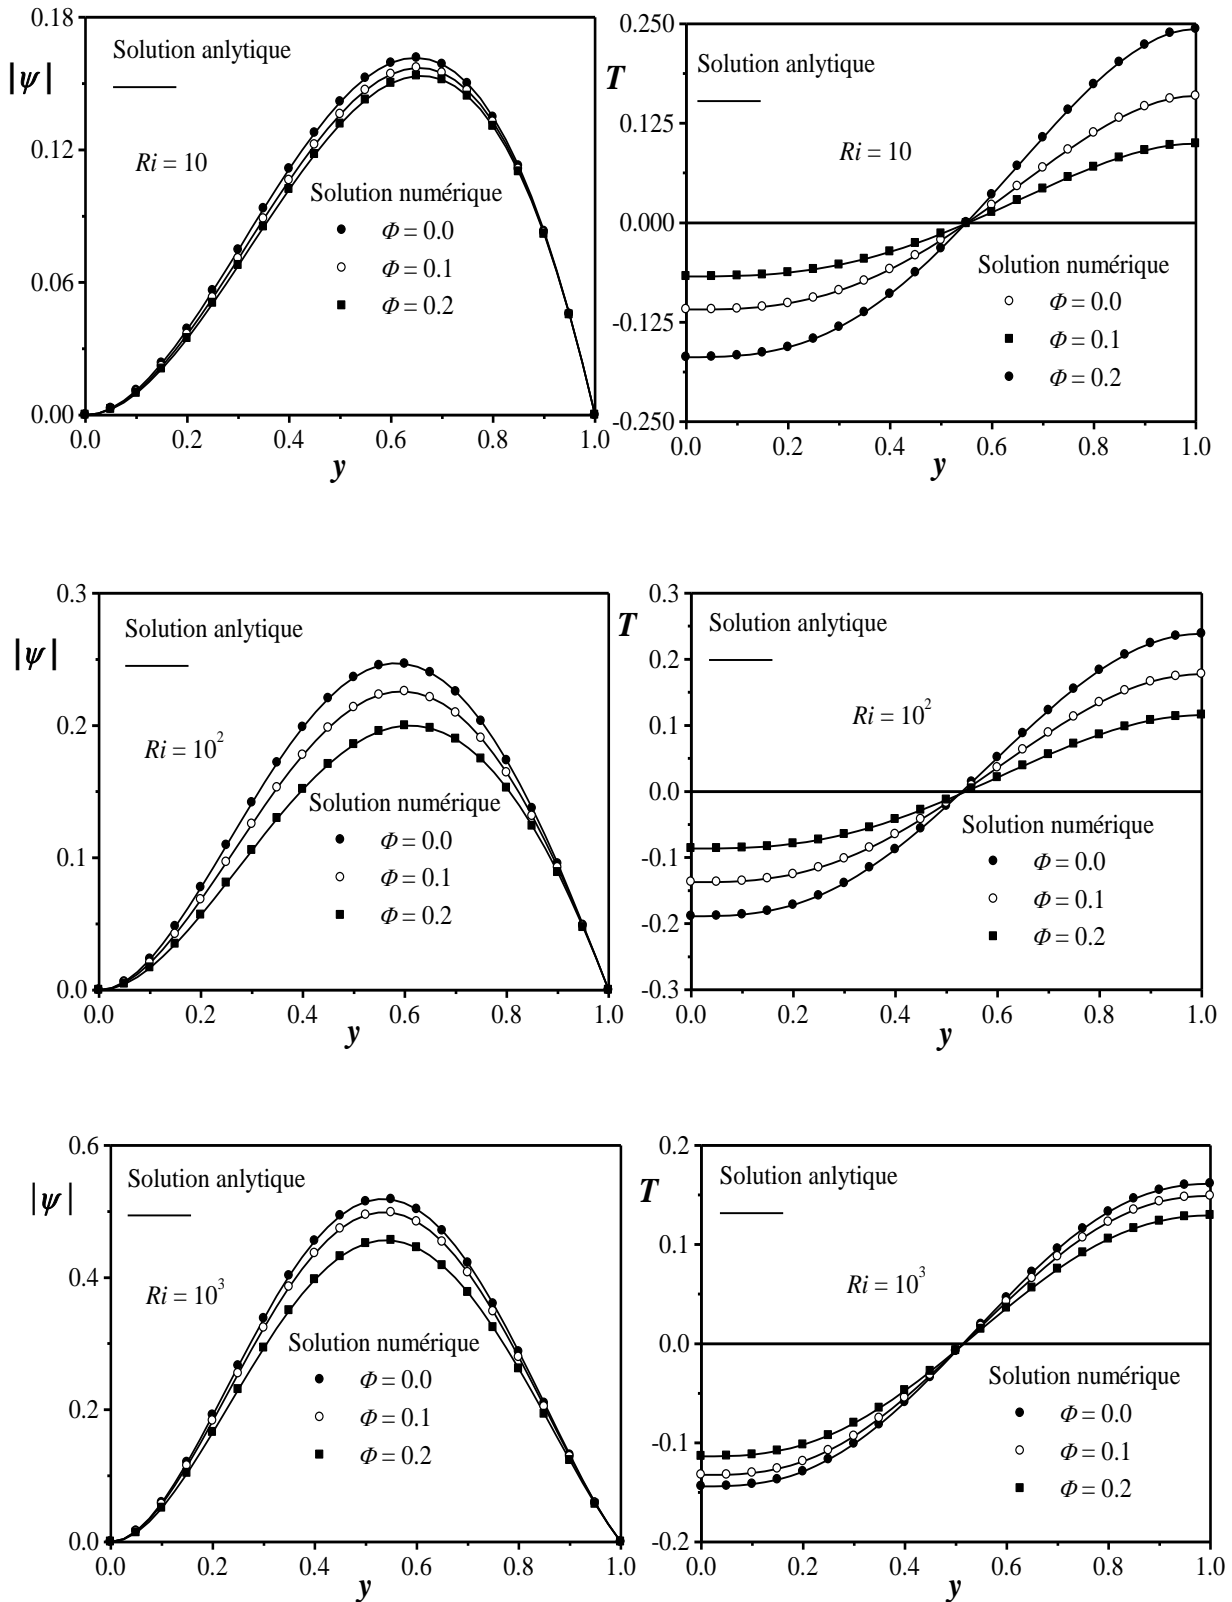 0.18
0.12
0.06
0.00
|ψ|
Solution anlytique
Ri = 10
Solution numérique
Φ = 0.0
Φ = 0.1
Φ = 0.2
0.0 0.2 0.4 0.6 0.8 1.0
y
0.250
0.125
0.000
-0.125
-0.250
T
Solution anlytique
Ri = 10
Solution numérique
Φ = 0.0
Φ = 0.1
Φ = 0.2
0.0 0.2 0.4 0.6 0.8 1.0
y
0.3
0.2
0.1
0.0
|ψ|
Solution anlytique
Ri = 10²
Solution numérique
Φ = 0.0
Φ = 0.1
Φ = 0.2
0.0 0.2 0.4 0.6 0.8 1.0
y
0.3
0.2
0.1
0.0
-0.1
-0.2
-0.3
T
Solution anlytique
Ri = 10²
Solution numérique
Φ = 0.0
Φ = 0.1
Φ = 0.2
0.0 0.2 0.4 0.6 0.8 1.0
y
0.6
0.4
0.2
0.0
|ψ|
Solution anlytique
Ri = 10³
Solution numérique
Φ = 0.0
Φ = 0.1
Φ = 0.2
0.0 0.2 0.4 0.6 0.8 1.0
y
0.2
0.1
0.0
-0.1
-0.2
T
Solution anlytique
Ri = 10³
Solution numérique
Φ = 0.0
Φ = 0.1
Φ = 0.2
0.0 0.2 0.4 0.6 0.8 1.0
y